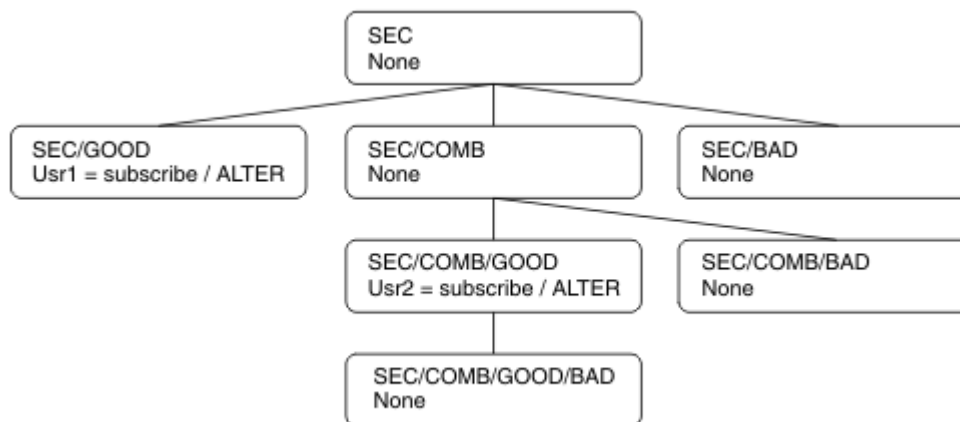 SEC
None
SEC/GOOD
Usr1 = subscribe / ALTER
SEC/COMB
None
SEC/BAD
None
SEC/COMB/GOOD
Usr2 = subscribe / ALTER
SEC/COMB/BAD
None
SEC/COMB/GOOD/BAD
None